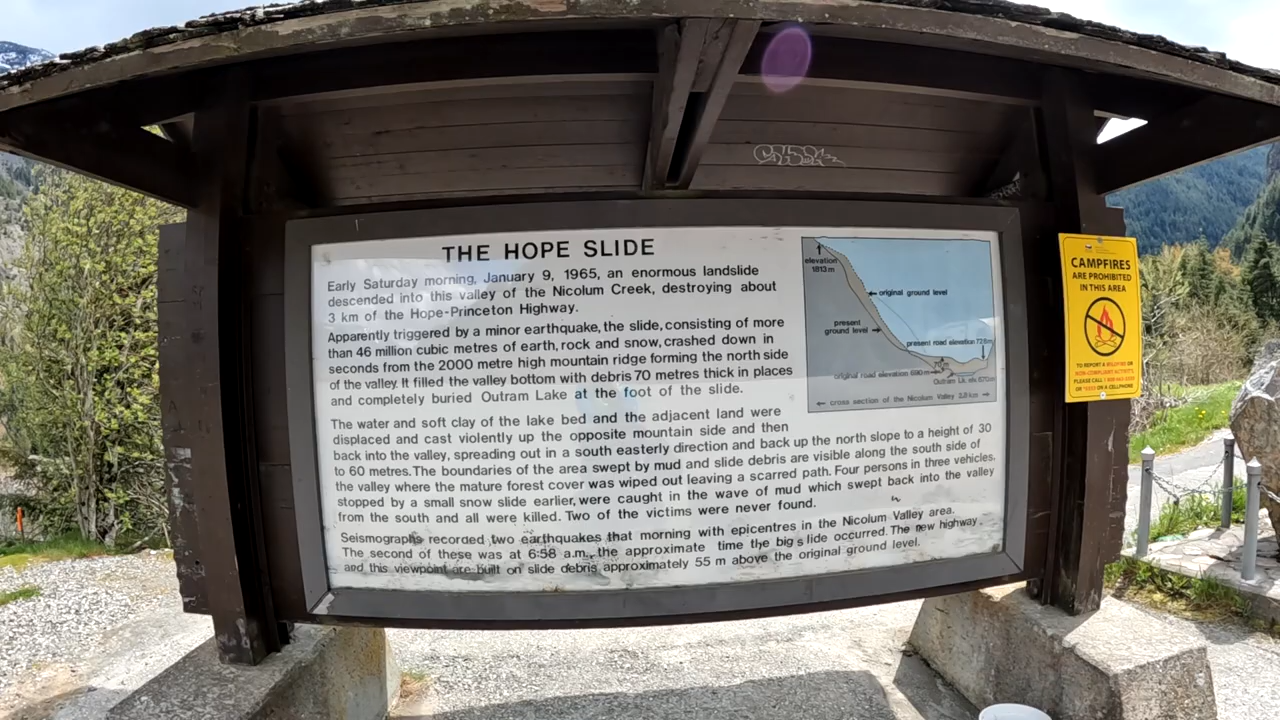 THE HOPE SLIDE
Early Saturday morning, January 9, 1965, an enormous landslide
descended into this valley of the Nicolum Creek, destroying about
3 km of the Hope-Princeton Highway.
Apparently triggered by a minor earthquake, the slide, consisting of more
than 46 million cubic metres of earth, rock and snow, crashed down in
seconds from the 2000 metre high mountain ridge forming the north side
of the valley. It filled the valley bottom with debris 70 metres thick in places
and completely buried Outram Lake at the foot of the slide.
The water and soft clay of the lake bed and the adjacent land were
displaced and cast violently up the opposite mountain side and then
back into the valley, spreading out in a south easterly direction and back up the north slope to a height of 30
to 60 metres. The boundaries of the area swept by mud and slide debris are visible along the south side of
the valley where the mature forest cover was wiped out leaving a scarred path. Four persons in three vehicles,
stopped by a small snow slide earlier, were caught in the wave of mud which swept back into the valley
from the south and all were killed. Two of the victims were never found.
Seismographs recorded two earthquakes that morning with epicentres in the Nicolum Valley area.
The second of these was at 6:58 a.m., the approximate time the big slide occurred. The new highway
and this viewpoint are built on slide debris approximately 55 m above the original ground level.
elevation
1813 m
original ground level
present
ground level
present road elevation 725m
original road elevation 690 m
Outram Lk. elv. 670m
cross section of the Nicolum Valley
CAMPFIRES
ARE PROHIBITED
IN THIS AREA
TO REPORT A WILDFIRE OR
NON-COMPLIANT ACTIVITY,
PLEASE CALL
ON A CELLPHONE